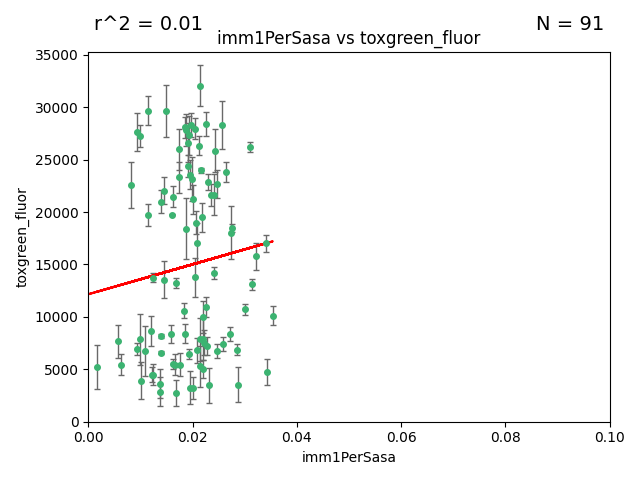 r^2 = 0.01
N = 91
imm1PerSasa vs toxgreen_fluor
35000
30000
25000
20000
15000
10000
5000
0
toxgreen_fluor
0.00
0.02
0.04
0.06
0.08
0.10
imm1PerSasa